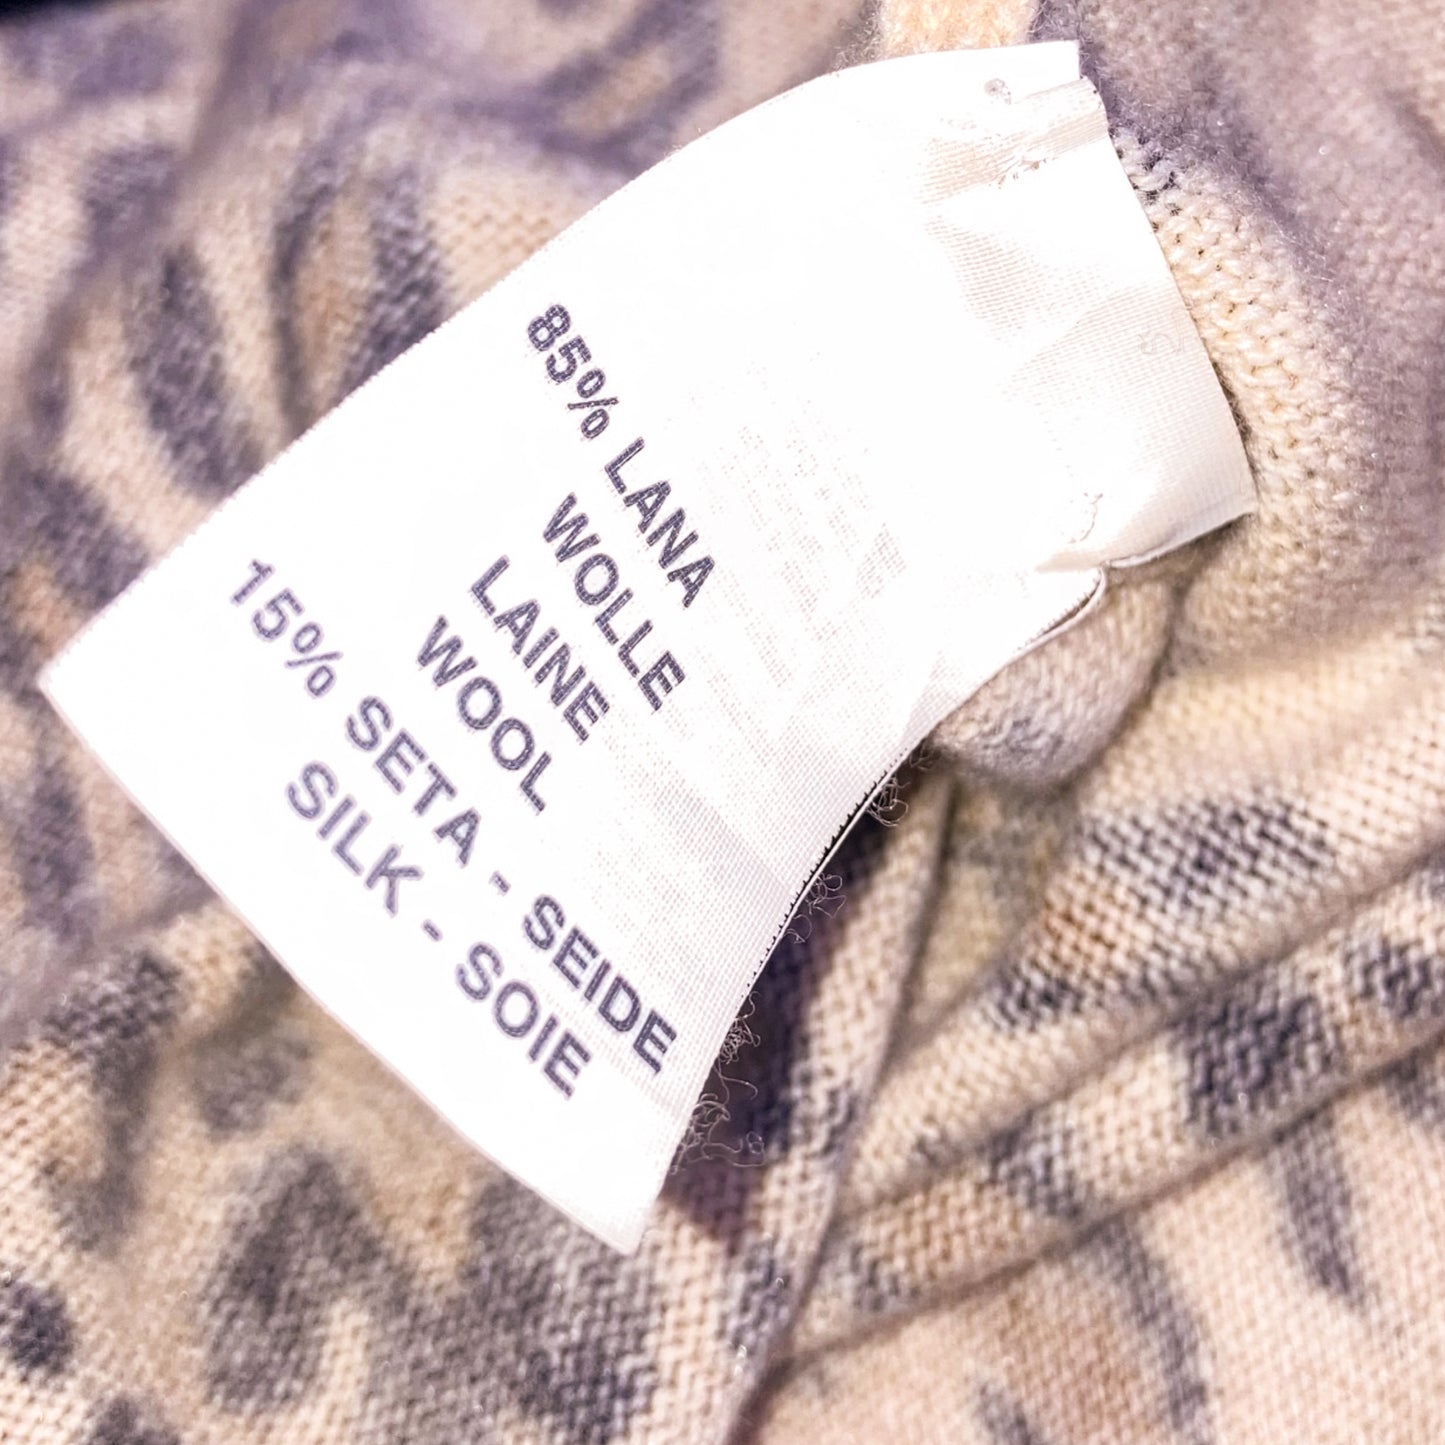 85% LANA
WOLLE
LAINE
WOOL
15% SETA - SEIDE
SILK - SOIE